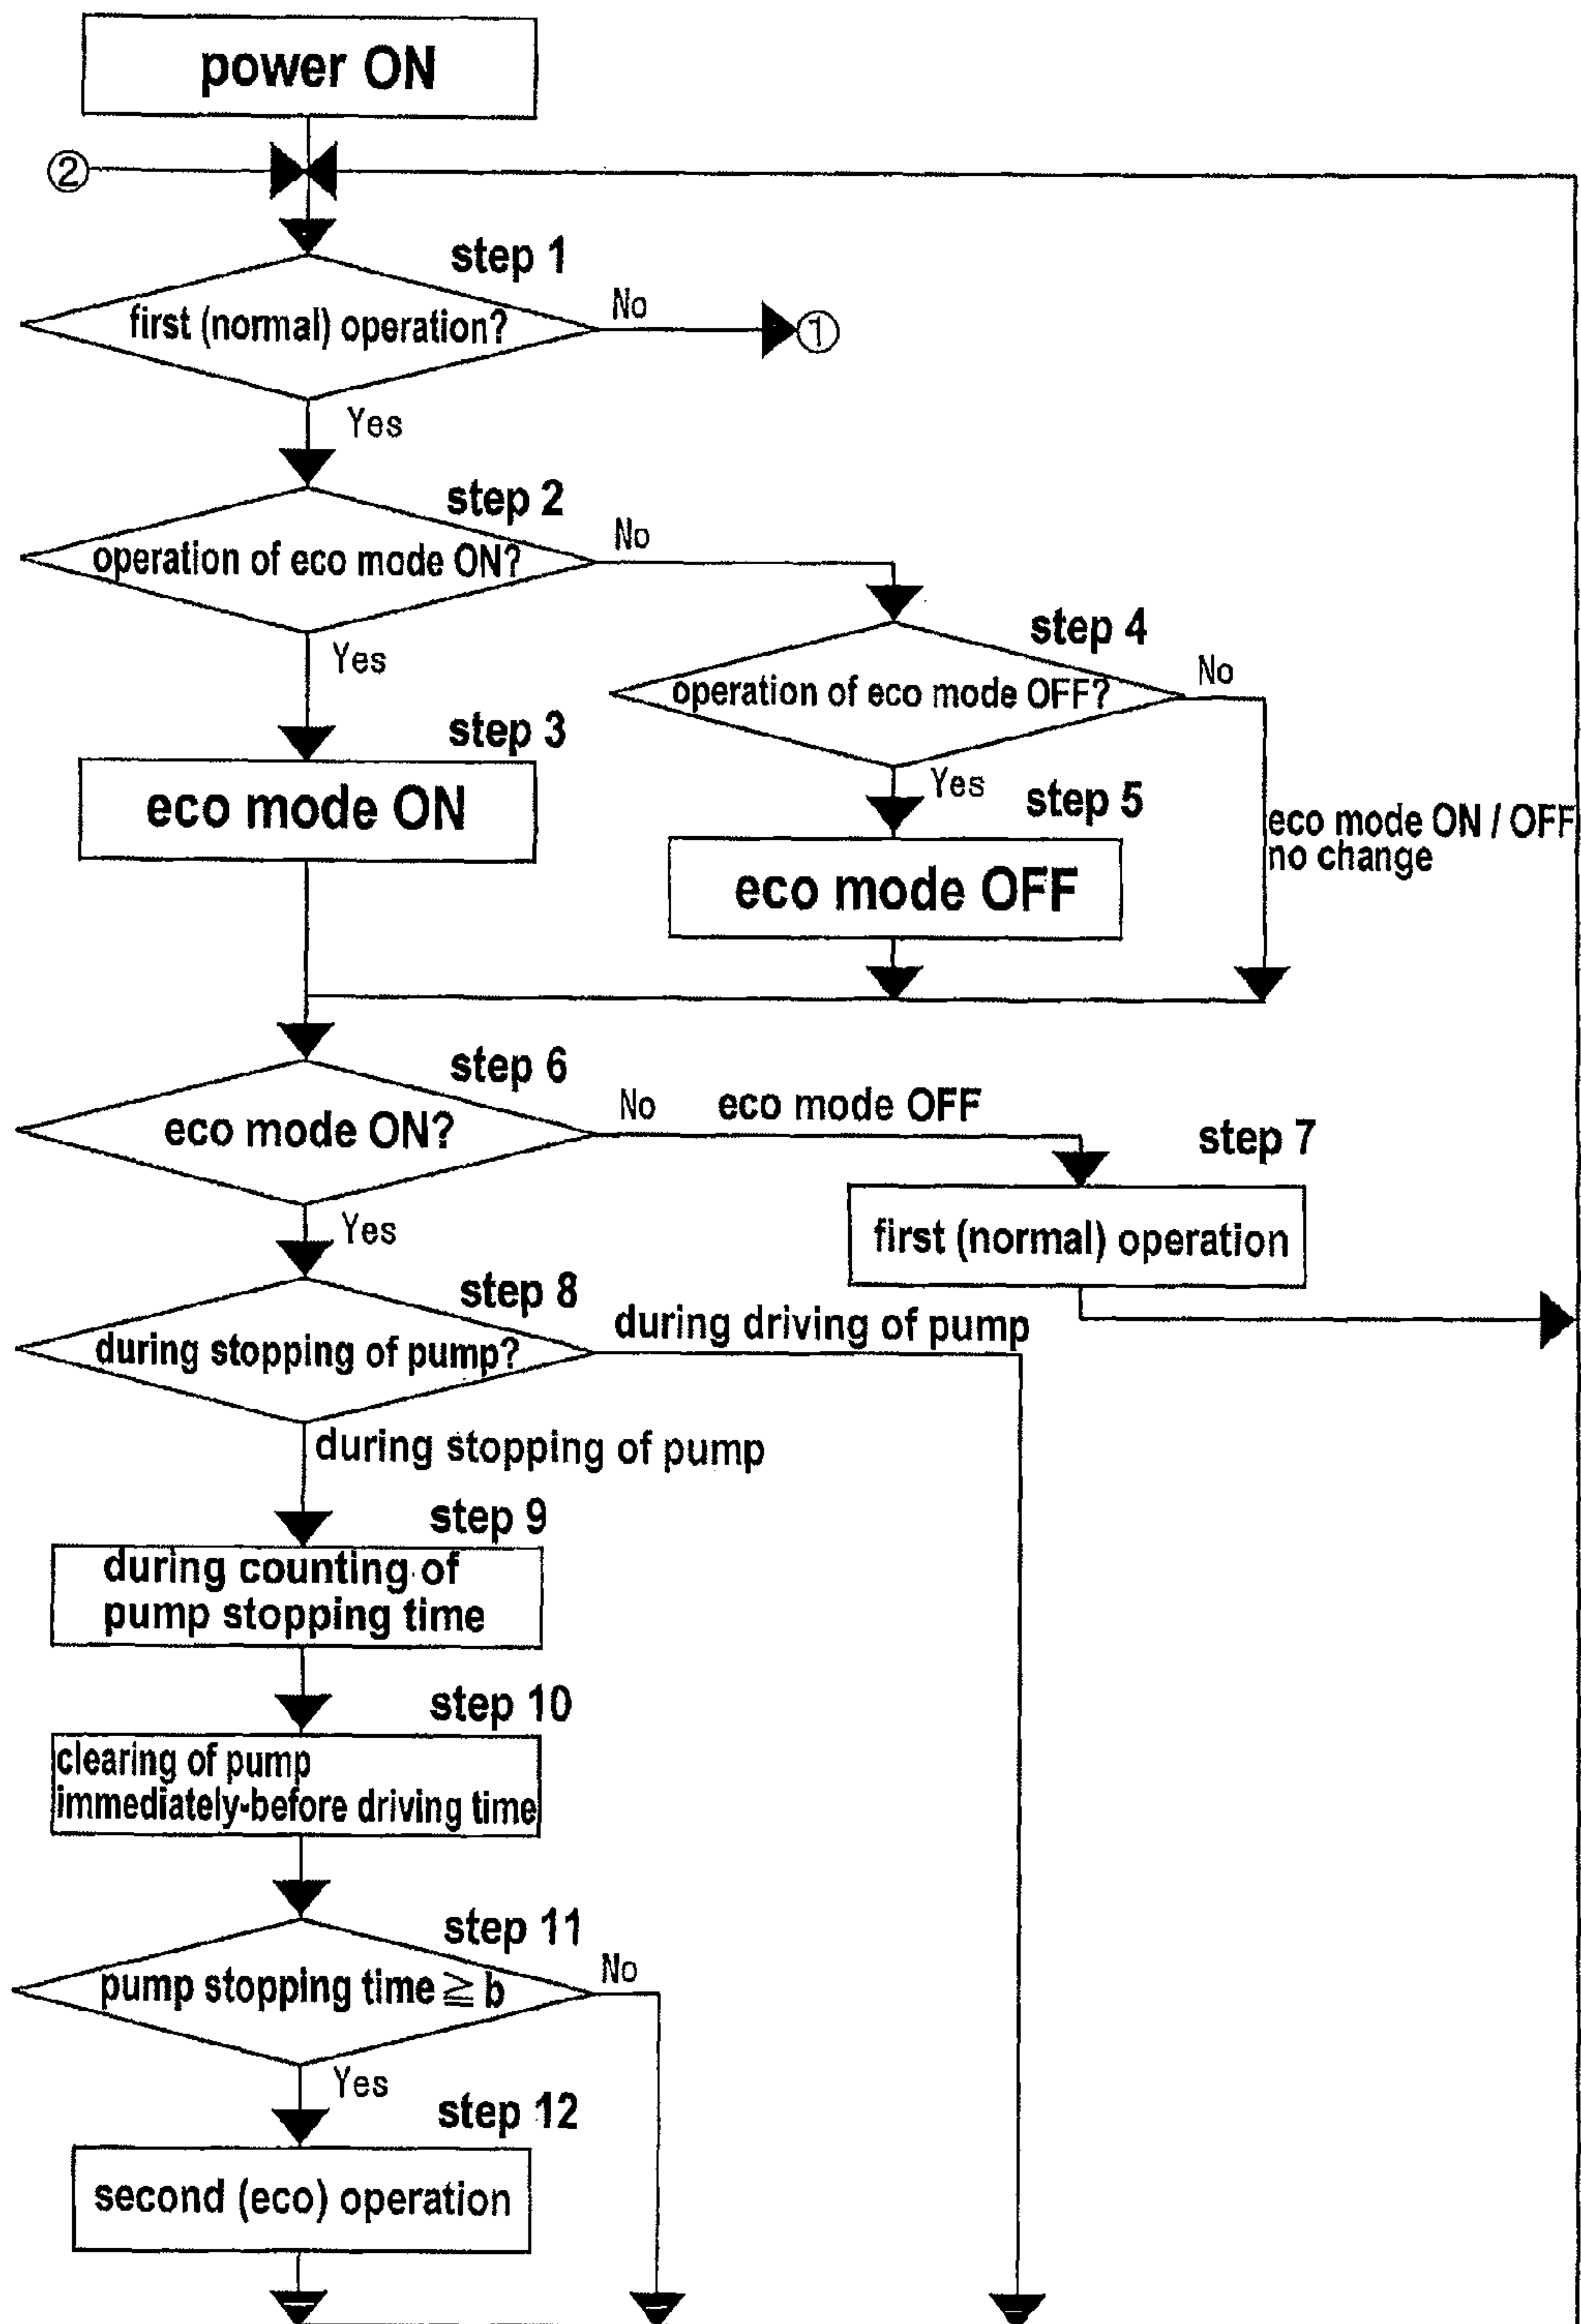 power ON
②
step 1
first (normal) operation?
No
①
Yes
step 2
operation of eco mode ON?
No
Yes
step 4
operation of eco mode OFF?
No
step 3
eco mode ON
Yes
step 5
eco mode OFF
eco mode ON / OFF
no change
step 6
eco mode ON?
No eco mode OFF
Yes
step 7
first (normal) operation
step 8
during stopping of pump?
during driving of pump
during stopping of pump
step 9
during counting of
pump stopping time
step 10
clearing of pump
immediately-before driving time
step 11
pump stopping time ≧ b
No
Yes
step 12
second (eco) operation